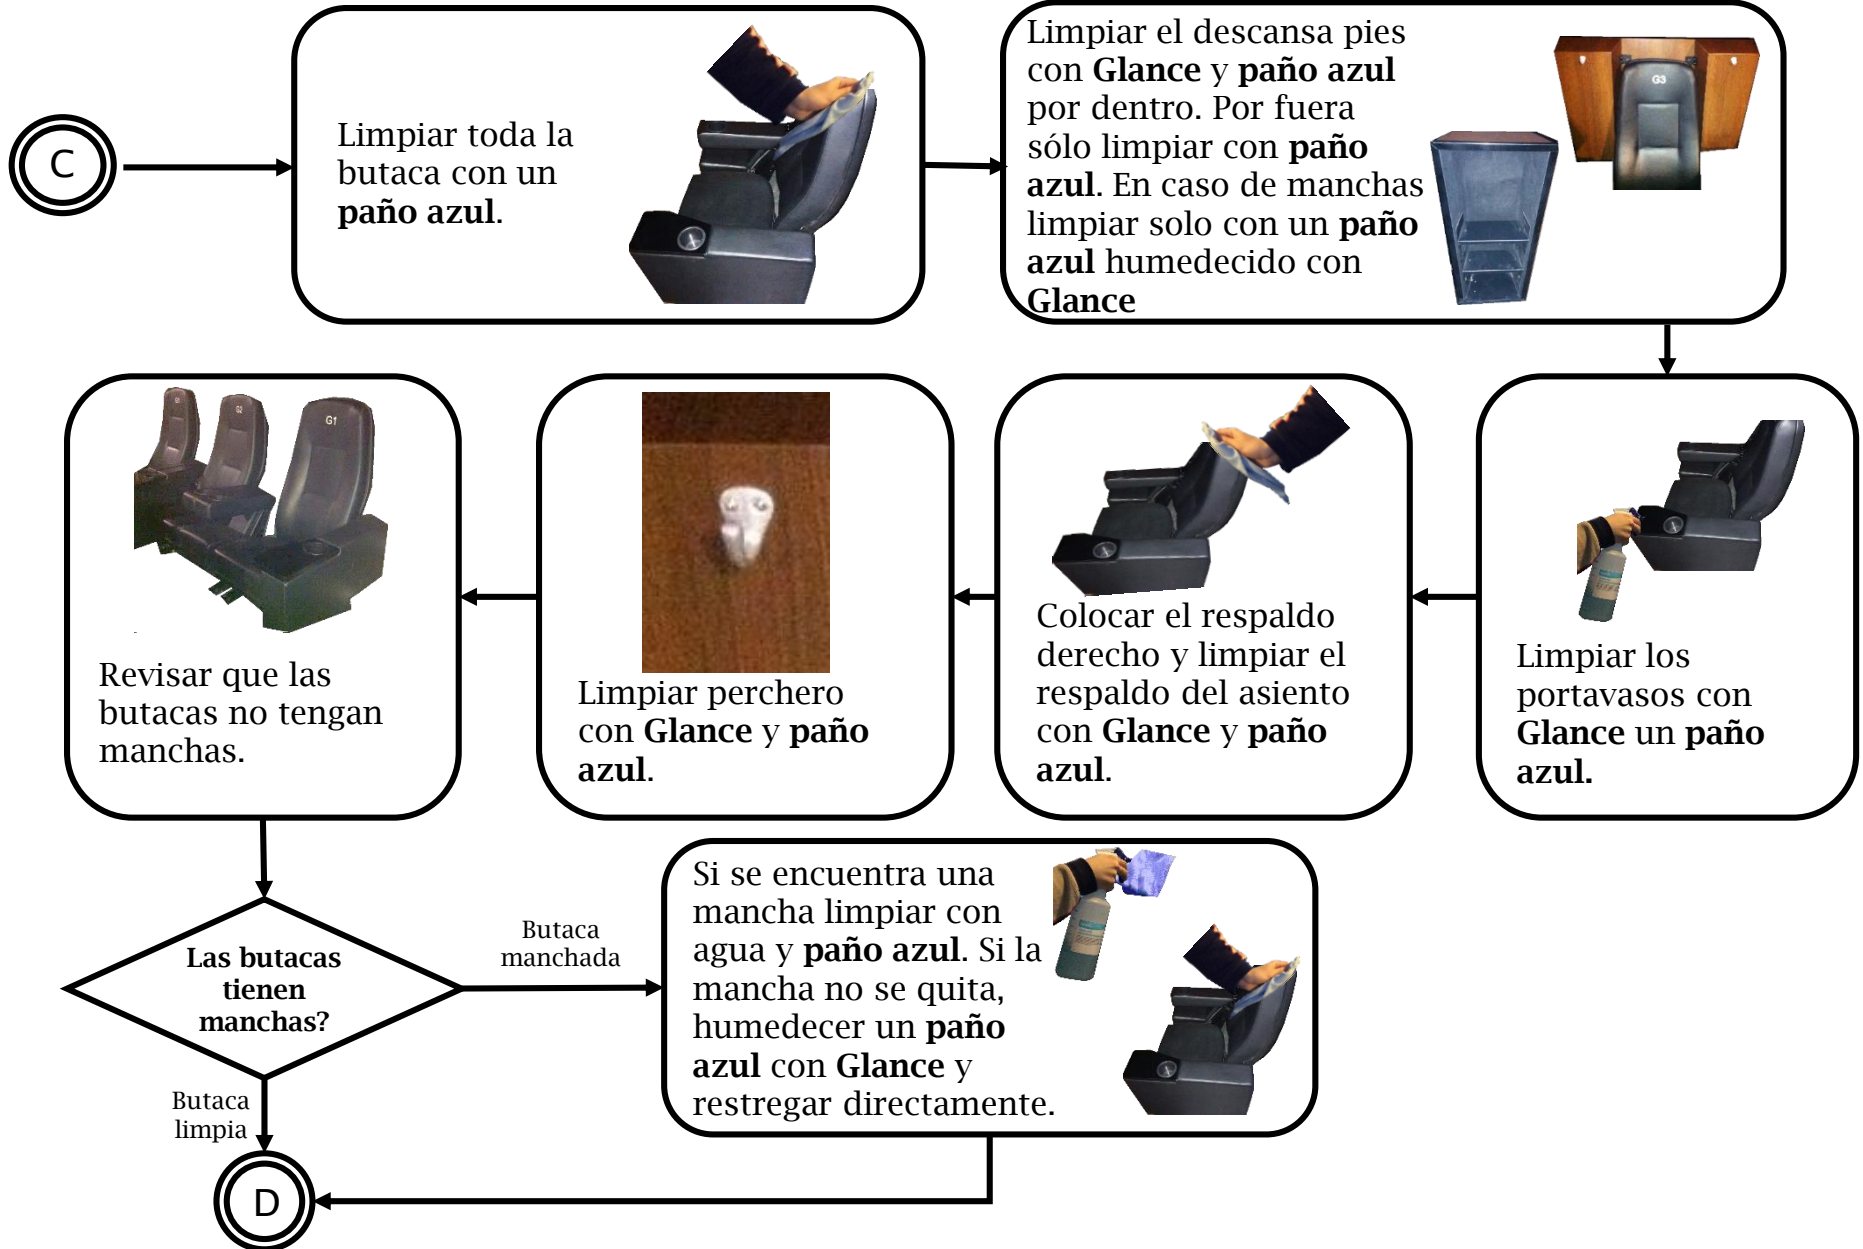 C
Limpiar toda la
butaca con un
paño azul.
Limpiar el descansa pies
con Glance y paño azul
por dentro. Por fuera
sólo limpiar con paño
azul. En caso de manchas
limpiar solo con un paño
azul humedecido con
Glance
G3
Limpiar los
portavasos con
Glance un paño
azul.
Colocar el respaldo
derecho y limpiar el
respaldo del asiento
con Glance y paño
azul.
Limpiar perchero
con Glance y paño
azul.
G2
G1
Revisar que las
butacas no tengan
manchas.
Las butacas
tienen
manchas?
Butaca
manchada
Si se encuentra una
mancha limpiar con
agua y paño azul. Si la
mancha no se quita,
humedecer un paño
azul con Glance y
restregar directamente.
Butaca
limpia
D